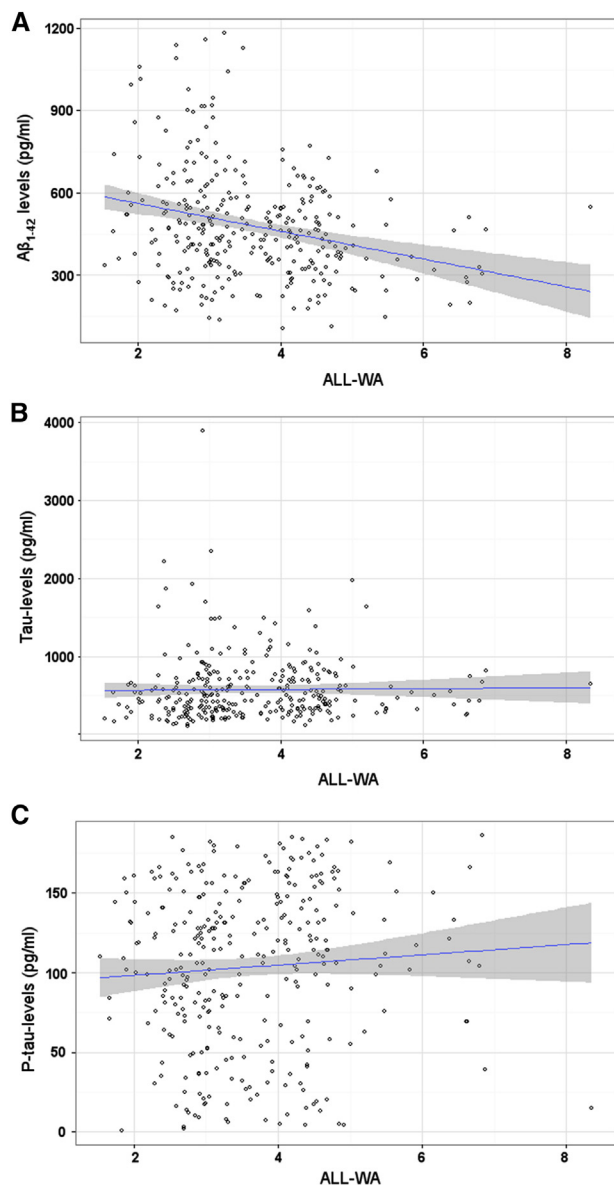 A
1200
900
600
300
Aβ1-42 levels (pg/ml)
2 4 6 8
ALL-WA
B
4000
3000
2000
1000
Tau-levels (pg/ml)
2 4 6 8
ALL-WA
C
150
100
50
0
P-tau-levels (pg/ml)
2 4 6 8
ALL-WA